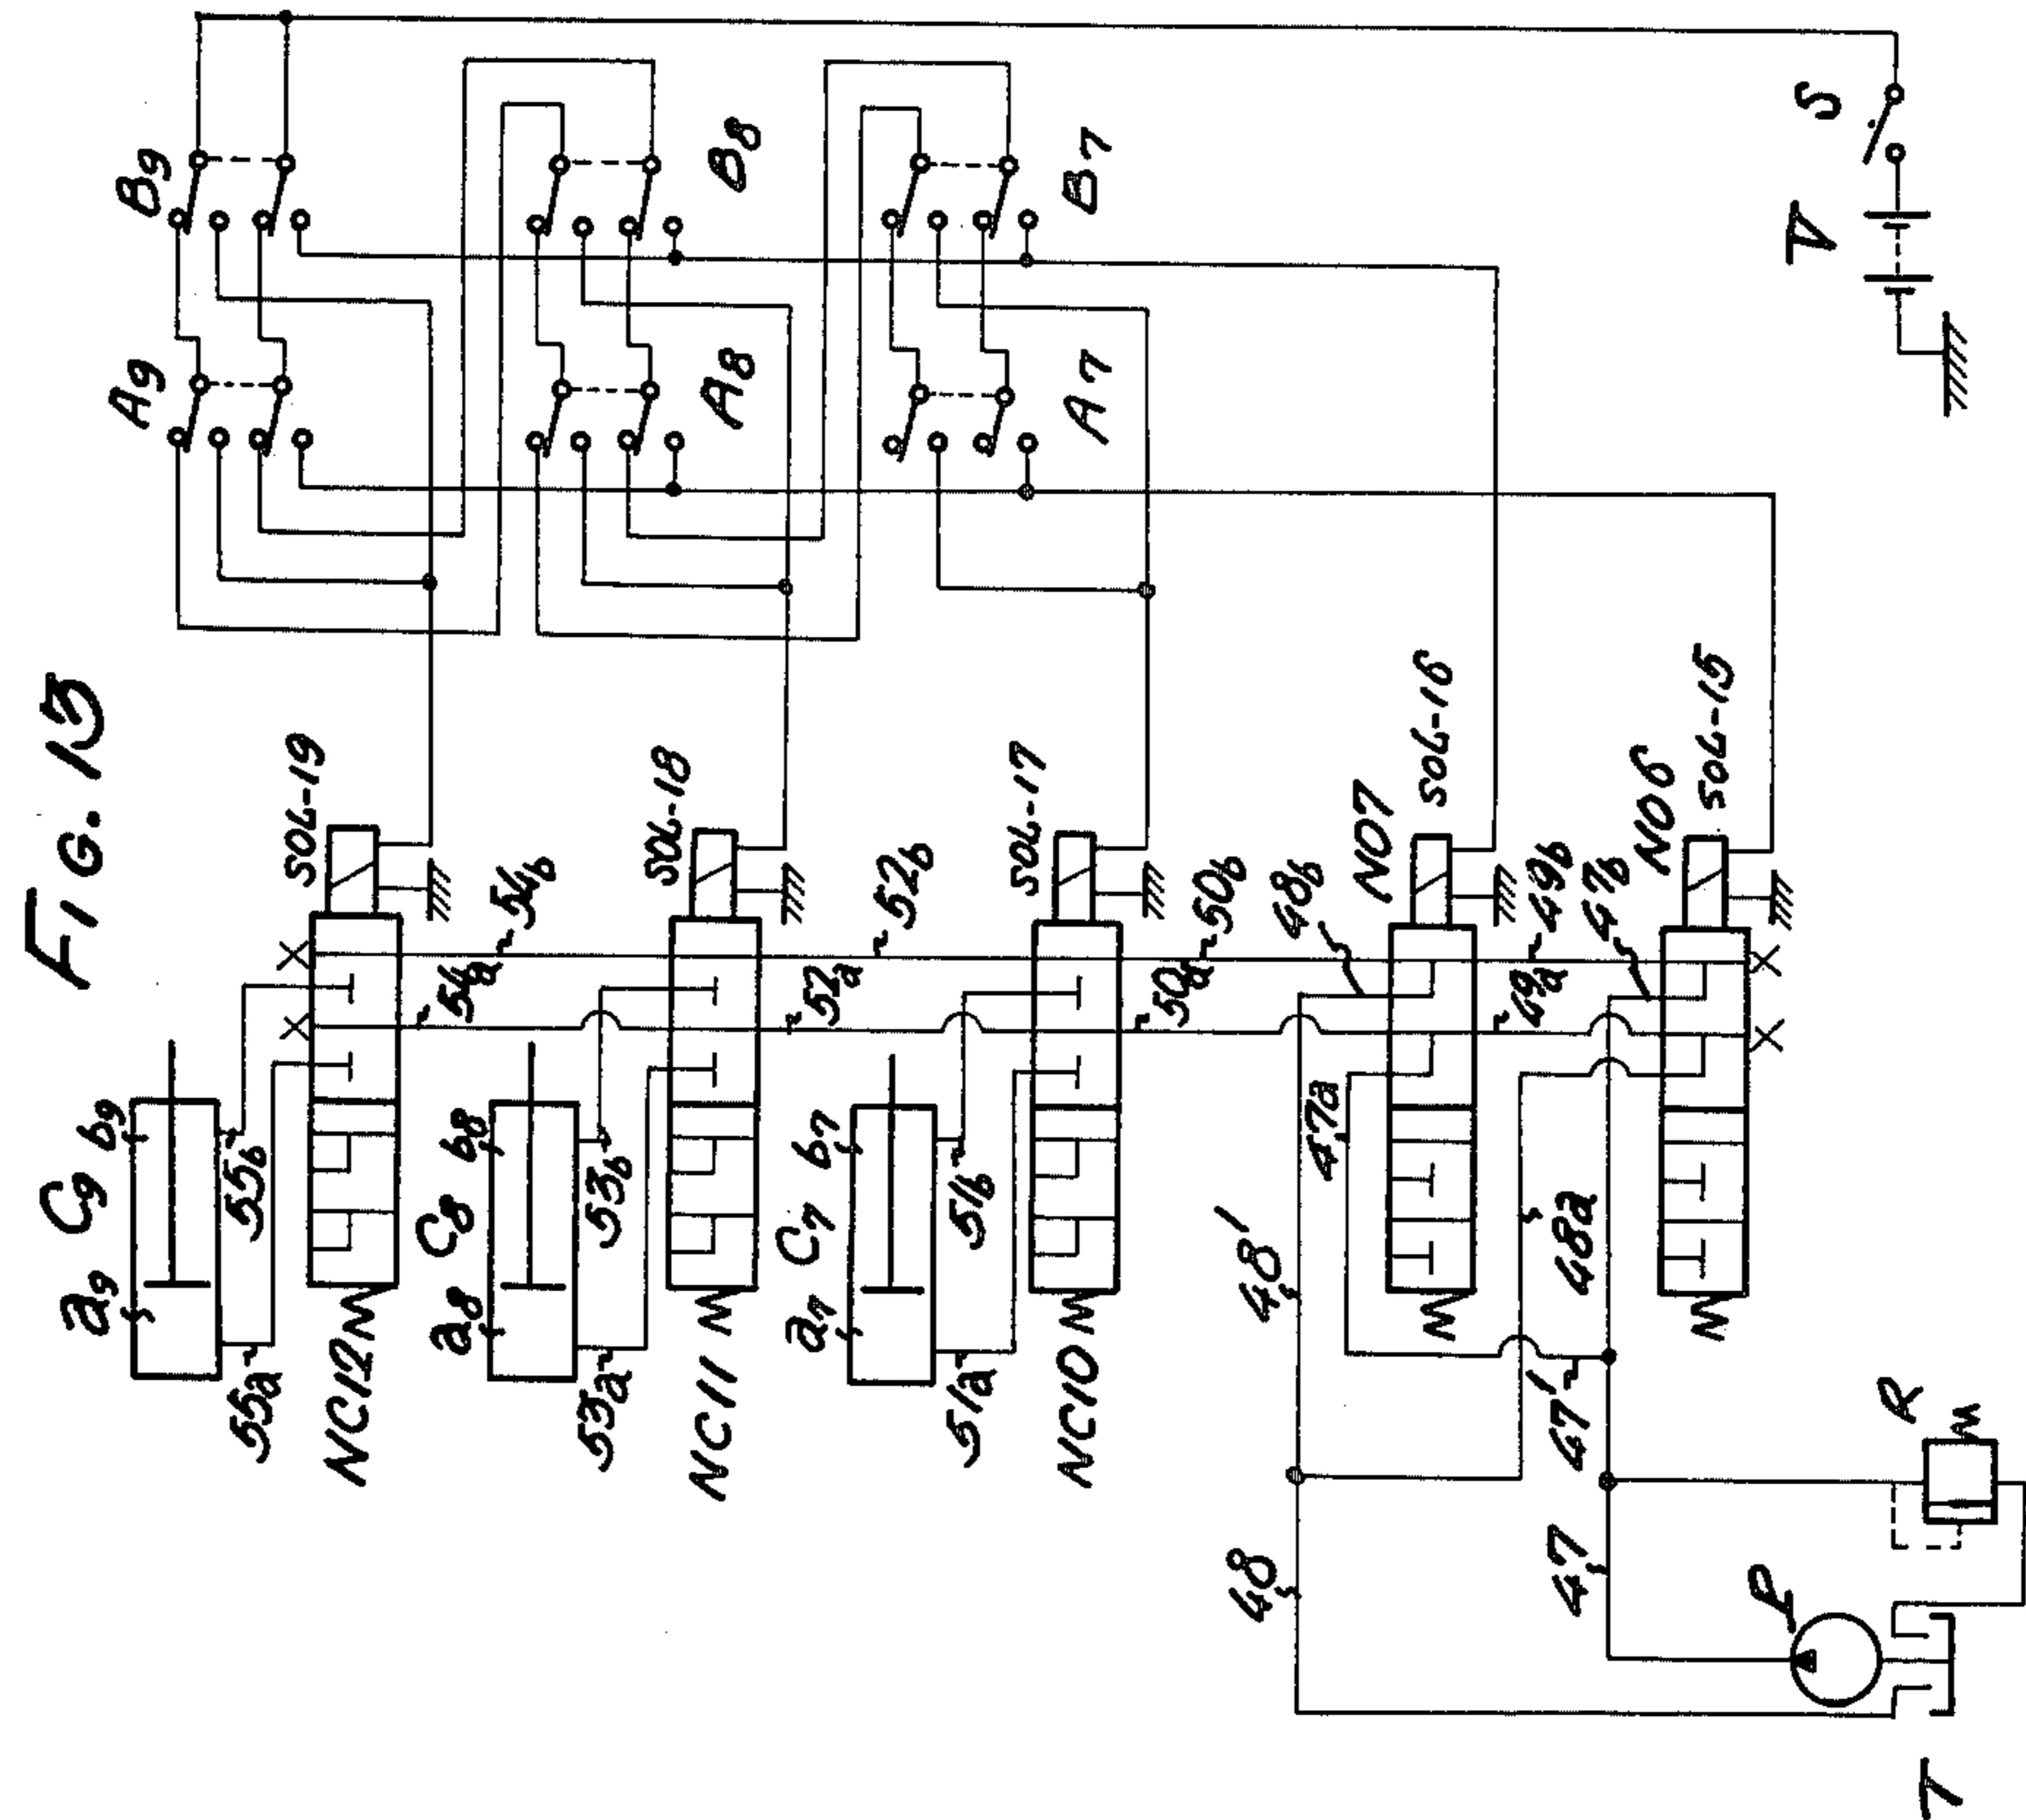 FIG. 13
B9
A9
B8
A8
B7
A7
S
V
SOL-19
SOL-18
SOL-17
SOL-16
SOL-15
NO7
NO6
54b
54a
52b
52a
50b
50a
48b
49b
49a
47b
C9
a9
b9
55b
55a
NC12
C8
a8
b8
53b
53a
NC11
C7
a7
b7
51b
51a
NC10
47a
48'
48a
47'
48
47
R
P
T